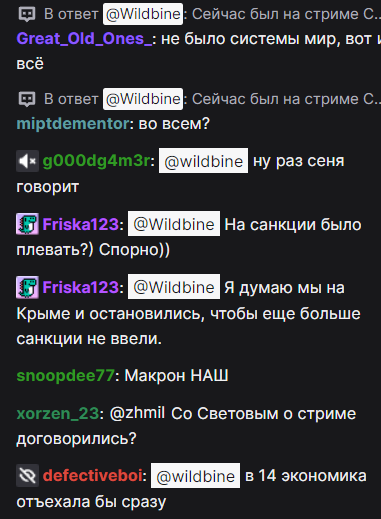 В ответ @Wildbine: Сейчас был на стриме С...
Great_Old_Ones_: не было системы мир, вот и
всё
В ответ @Wildbine: Сейчас был на стриме С...
miptdementor: во всем?
g000dg4m3r: @wildbine ну раз сеня
говорит
Friska123: @Wildbine На санкции было
плевать?) Спорно))
Friska123: @Wildbine Я думаю мы на
Крыме и остановились, чтобы еще больше
санкции не ввели.
snoopdee77: Макрон НАШ
xorzen_23: @zhmil Со Световым о стриме
договорились?
defectiveboi: @wildbine в 14 экономика
отъехала бы сразу